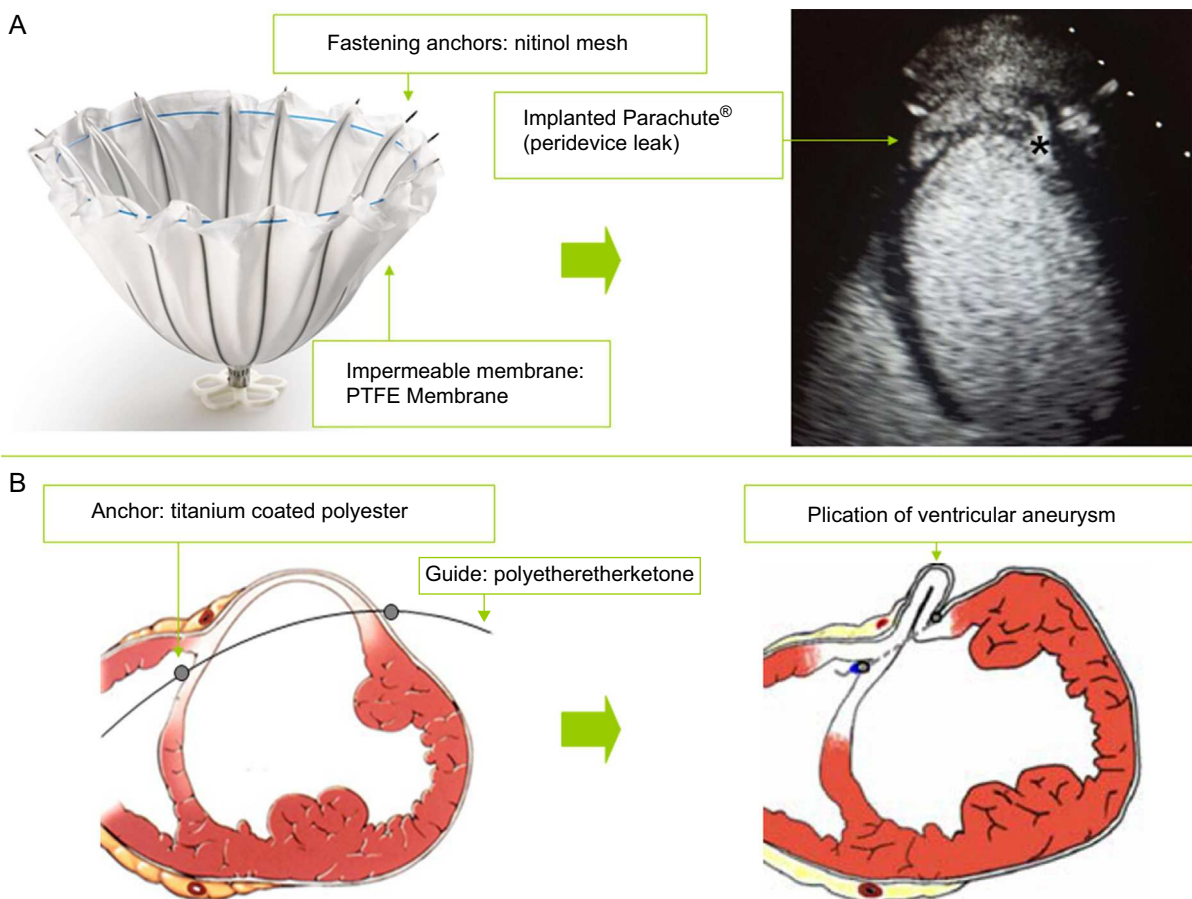 A
Fastening anchors: nitinol mesh
Implanted Parachute®
(peridevice leak)
*
Impermeable membrane:
PTFE Membrane
B
Anchor: titanium coated polyester
Guide: polyetheretherketone
Plication of ventricular aneurysm